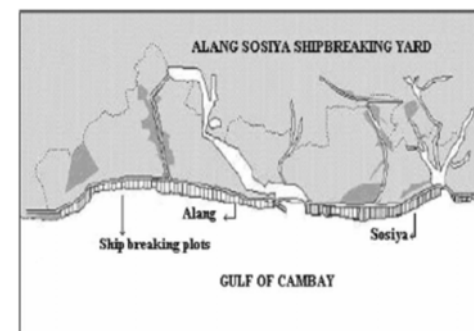 ALANG SOSIYA SHIPBREAKING YARD
Alang
Sosiya
Ship breaking plots
GULF OF CAMBAY